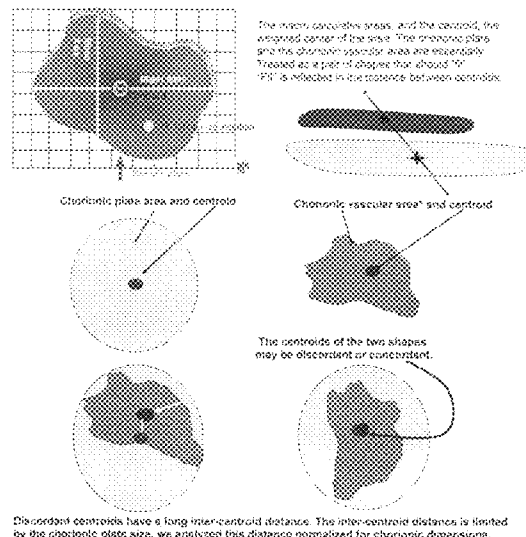 The macro calculates areas, and the centroid, the
weighted center of the area. The chorionic plate
and the chorionic vascular area are essentially
Treated as a pair of shapes that should "fit"
"Fit" is reflected in the distance between centroids.
Chorionic plate area and centroid
Chorionic vascular area* and centroid
The centroids of the two shapes
may be discordant or concordant.
Discordant centroids have a long inter-centroid distance. The inter-centroid distance is limited
by the chorionic plate size, we analyzed this distance normalized for chorionic dimensions.